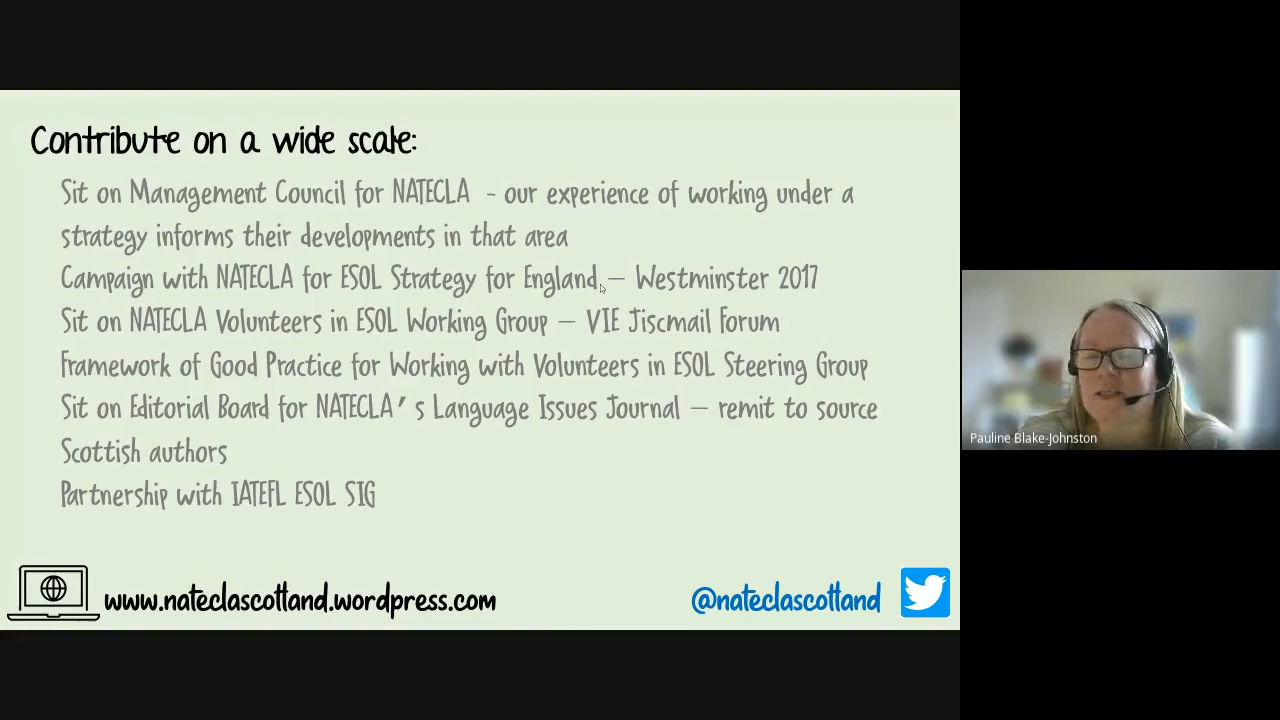 Contribute on a wide scale:
Sit on Management Council for NATECLA - our experience of working under a
strategy informs their developments in that area
Campaign with NATECLA for ESOL Strategy for England – Westminster 2017
Sit on NATECLA Volunteers in ESOL Working Group – VIE Jiscmail Forum
Framework of Good Practice for Working with Volunteers in ESOL Steering Group
Sit on Editorial Board for NATECLA's Language Issues Journal – remit to source
Scottish authors
Partnership with IATEFL ESOL SIG
www.nateclascotland.wordpress.com
@nateclascotland
Pauline Blake-Johnston